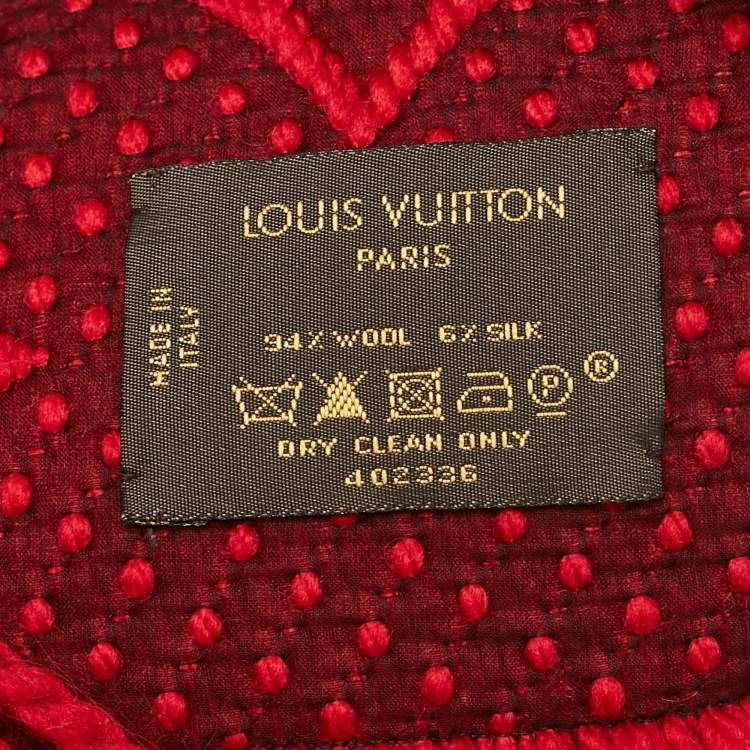 LOUIS VUITTON
PARIS
MADE IN
ITALY
94% WOOL 6% SILK
P ®
DRY CLEAN ONLY
402336